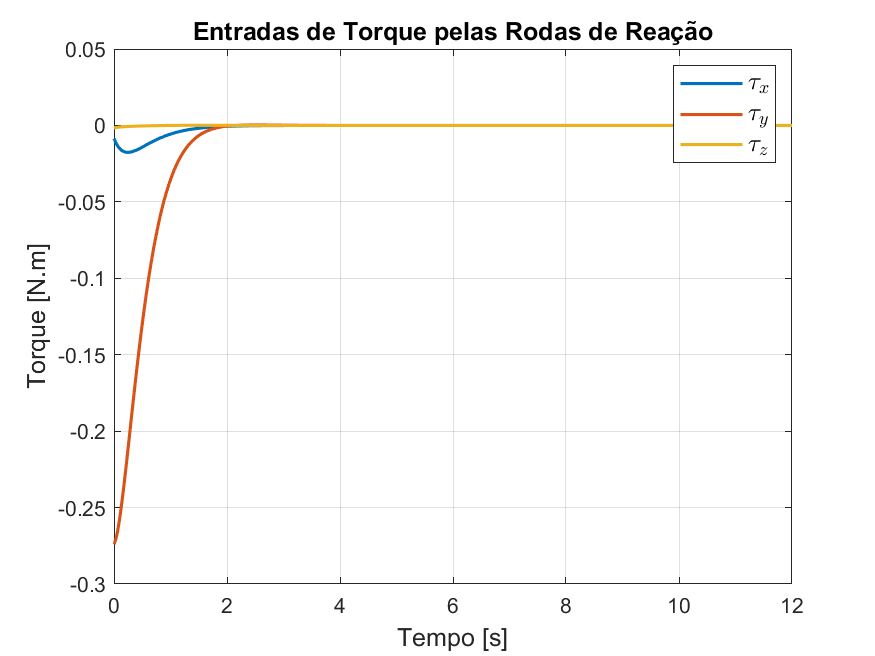 Entradas de Torque pelas Rodas de Reação
0.05
0
-0.05
-0.1
-0.15
-0.2
-0.25
-0.3
Torque [N.m]
τx
τy
τz
0 2 4 6 8 10 12
Tempo [s]